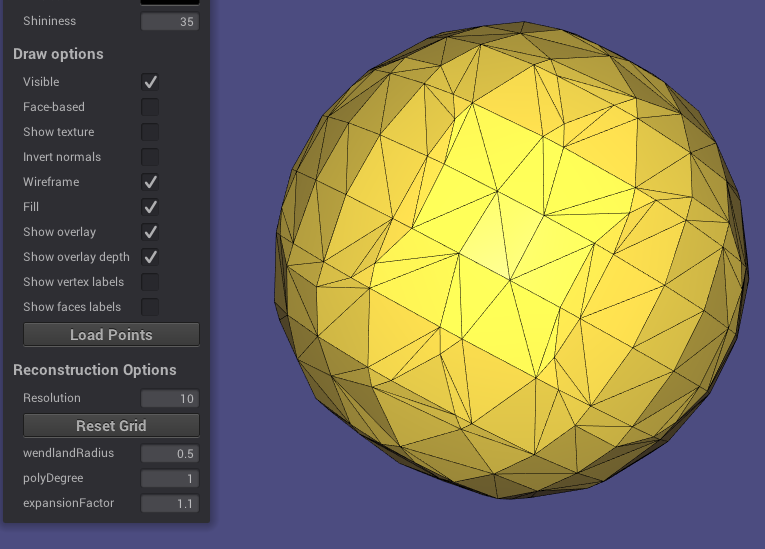 Shininess 35
Draw options
Visible
Face-based
Show texture
Invert normals
Wireframe
Fill
Show overlay
Show overlay depth
Show vertex labels
Show faces labels
Load Points
Reconstruction Options
Resolution 10
Reset Grid
wendlandRadius 0.5
polyDegree 1
expansionFactor 1.1